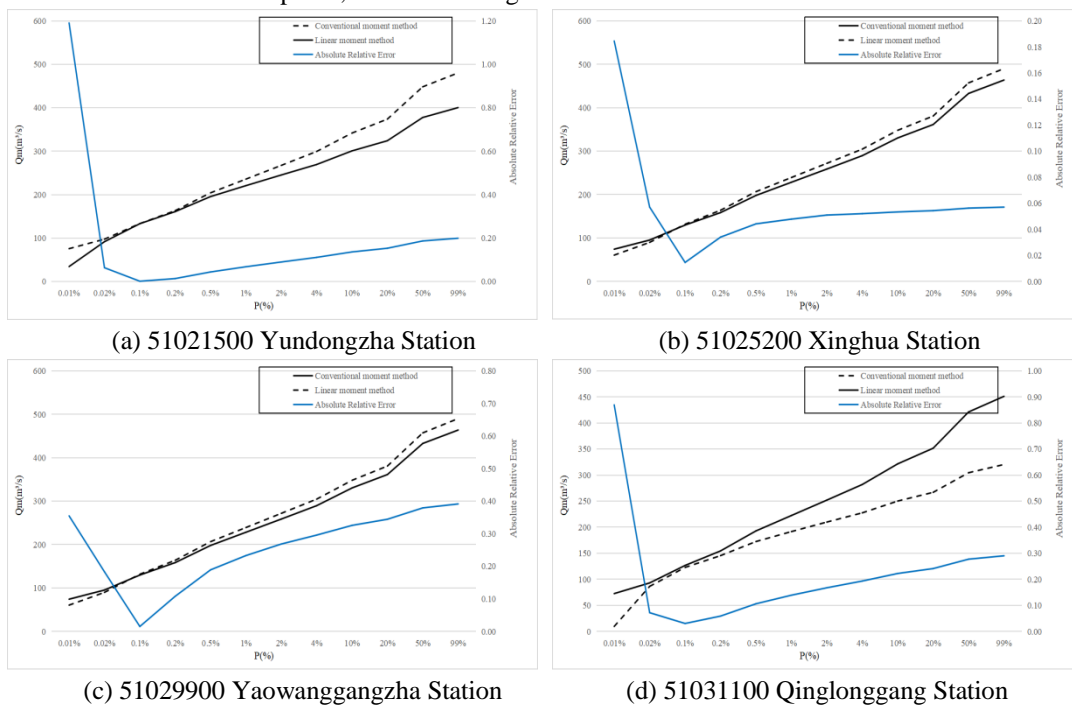 Conventional moment method
Linear moment method
Absolute Relative Error
600
500
400
300
200
100
0
Qm(m³/s)
1.20
1.00
0.80
0.60
0.40
0.20
0.00
Absolute Relative Error
0.01% 0.02% 0.1% 0.2% 0.5% 1% 2% 4% 10% 20% 50% 99%
P(%)
(a) 51021500 Yundongzha Station
Conventional moment method
Linear moment method
Absolute Relative Error
600
500
400
300
200
100
0
Qm(m³/s)
0.20
0.18
0.16
0.14
0.12
0.10
0.08
0.06
0.04
0.02
0.00
Absolute Relative Error
0.01% 0.02% 0.1% 0.2% 0.5% 1% 2% 4% 10% 20% 50% 99%
P(%)
(b) 51025200 Xinghua Station
Conventional moment method
Linear moment method
Absolute Relative Error
600
500
400
300
200
100
0
Qm(m³/s)
0.80
0.70
0.60
0.50
0.40
0.30
0.20
0.10
0.00
Absolute Relative Error
0.01% 0.02% 0.1% 0.2% 0.5% 1% 2% 4% 10% 20% 50% 99%
P(%)
(c) 51029900 Yaowanggangzha Station
Conventional moment method
Linear moment method
Absolute Relative Error
500
450
400
350
300
250
200
150
100
50
0
Qm(m³/s)
1.00
0.90
0.80
0.70
0.60
0.50
0.40
0.30
0.20
0.10
0.00
Absolute Relative Error
0.01% 0.02% 0.1% 0.2% 0.5% 1% 2% 4% 10% 20% 50% 99%
P(%)
(d) 51031100 Qinglonggang Station